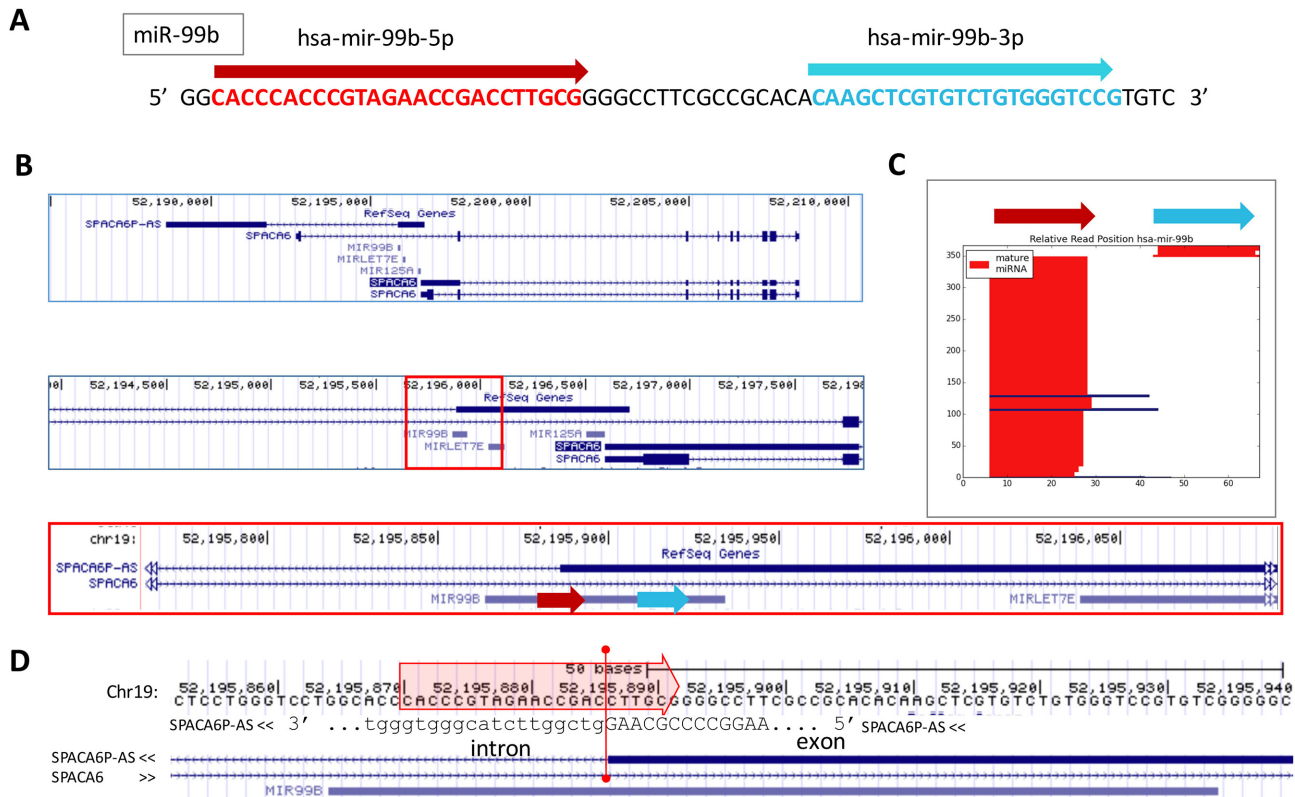 A
miR-99b
hsa-mir-99b-5p
hsa-mir-99b-3p
5’ GGCACCCACCCGTAGAACCGACCTTGCGGGGCCTTCGCCGCACACAAGCTCGTGTCTGTGGGTCCGTGTC 3’
B
52,190,000| 52,195,000| 52,200,000| 52,205,000| 52,210,000|
RefSeq Genes
SPACA6P-AS
SPACA6
MIR99B
MIRLET7E
MIR125A
SPACA6
SPACA6
52,194,500| 52,195,000| 52,195,500| 52,196,000| 52,196,500| 52,197,000| 52,197,500| 52,198
RefSeq Genes
MIR99B MIR125A
MIRLET7E SPACA6
SPACA6
C
Relative Read Position hsa-mir-99b
mature
miRNA
350
300
250
200
150
100
50
0
0 10 20 30 40 50 60
chr19: 52,195,800| 52,195,850| 52,195,900| 52,195,950| 52,196,000| 52,196,050|
RefSeq Genes
SPACA6P-AS
SPACA6
MIR99B MIRLET7E
D
50 bases
Chr19: 52,195,860| 52,195,870| 52,195,880| 52,195,890| 52,195,900| 52,195,910| 52,195,920| 52,195,930| 52,195,940
CTCCTGGGTCCTGGCACCCACCCGTAGAACCGACCTTGCGGGGCCTTCGCCGCACACAAGCTCGTGTCTGTGGGTCCGTGTCGGGGGC
SPACA6P-AS << 3’ ...tgggtgggcatcttggctgGAACGCCCCGGAA.... 5’ SPACA6P-AS <<
intron exon
SPACA6P-AS <<
SPACA6 >>
MIR99B